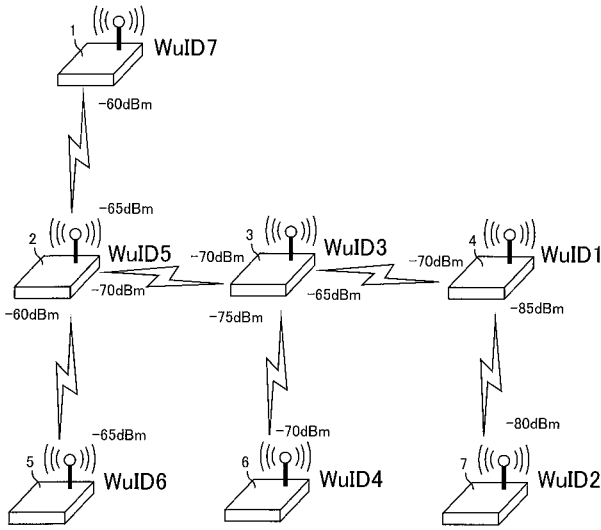 1
WuID7
-60dBm
-65dBm
2
WuID5
-70dBm
-60dBm
3
WuID3
-70dBm
-65dBm
-75dBm
4
WuID1
-70dBm
-85dBm
-65dBm
5
WuID6
-70dBm
6
WuID4
-80dBm
7
WuID2